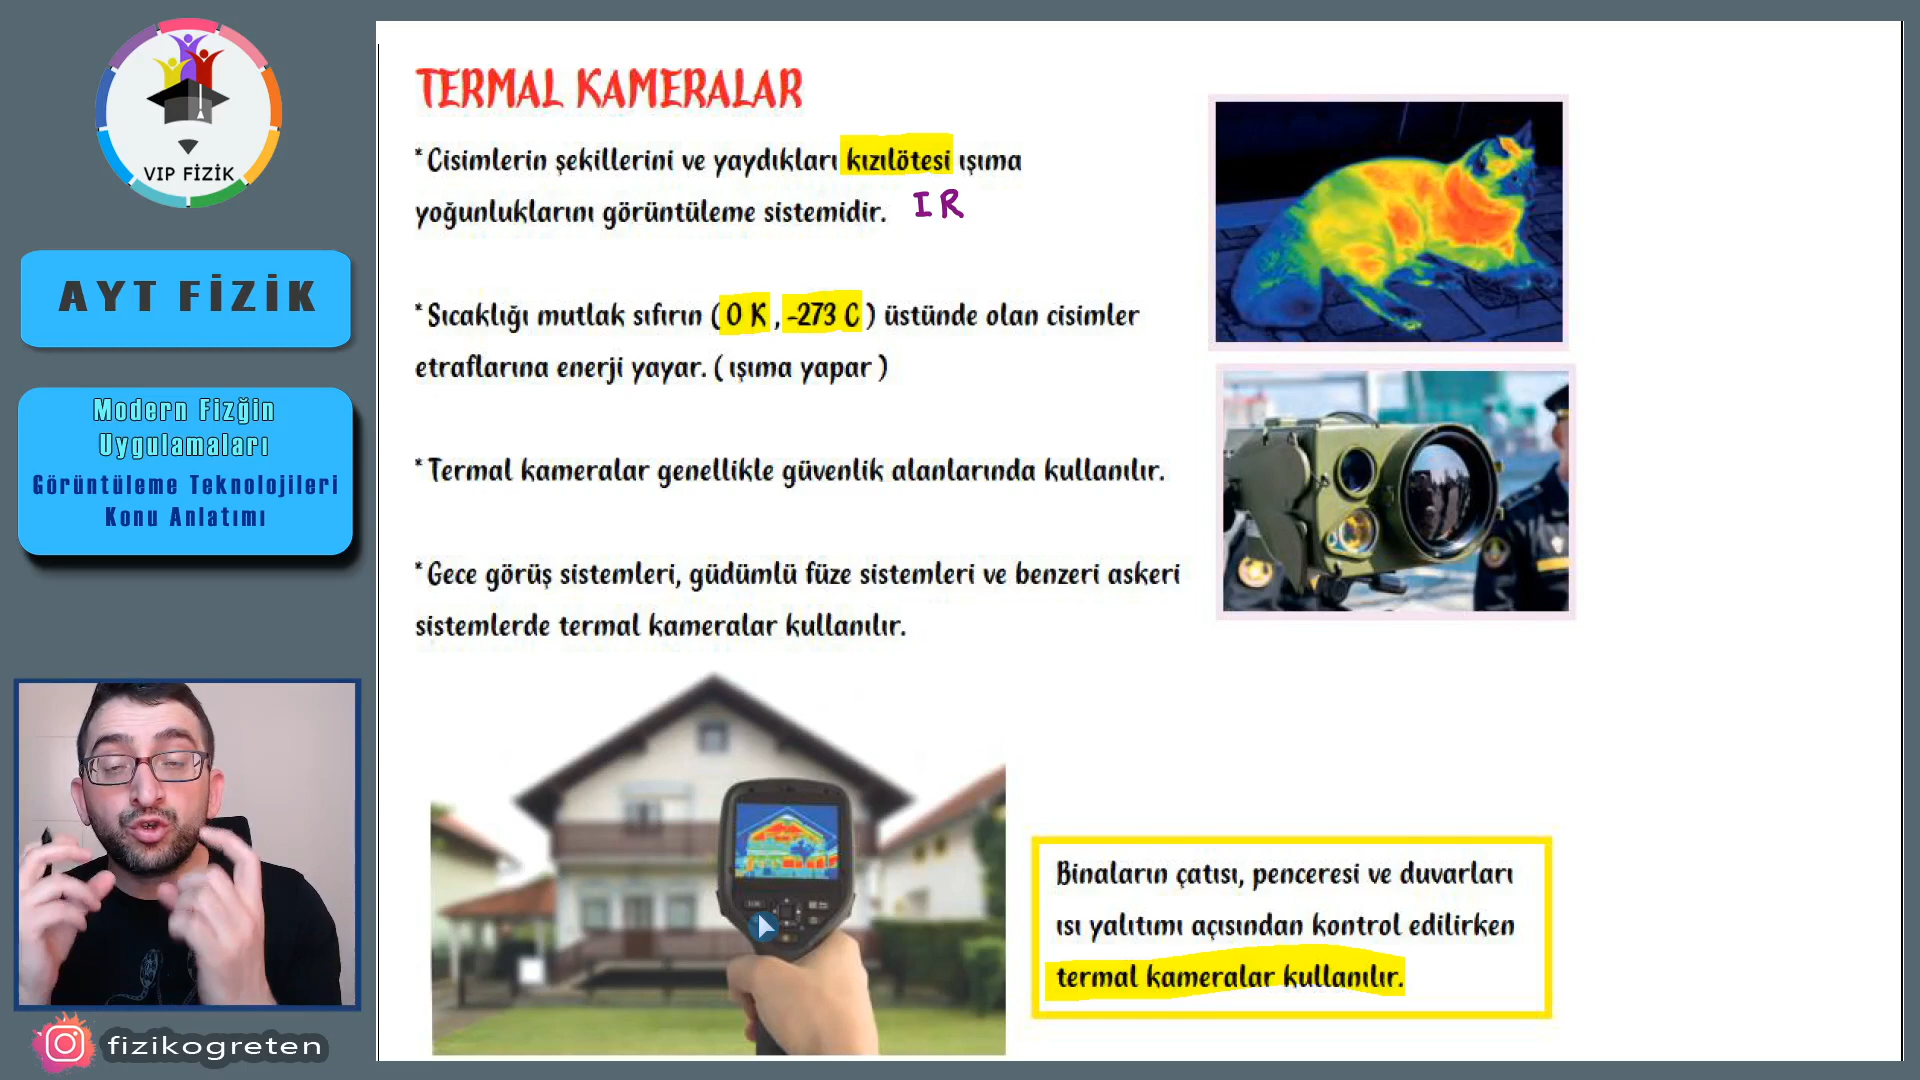 VIP FİZİK
AYT FİZİK
Modern Fizğin
Uygulamaları
Görüntüleme Teknolojileri
Konu Anlatımı
fizikogreten
TERMAL KAMERALAR
*Cisimlerin şekillerini ve yaydıkları kızılötesi ışıma
yoğunluklarını görüntüleme sistemidir. IR
*Sıcaklığı mutlak sıfırın (0 K, -273 C) üstünde olan cisimler
etraflarına enerji yayar. ( ışıma yapar )
*Termal kameralar genellikle güvenlik alanlarında kullanılır.
*Gece görüş sistemleri, güdümlü füze sistemleri ve benzeri askeri
sistemlerde termal kameralar kullanılır.
Binaların çatısı, penceresi ve duvarları
ısı yalıtımı açısından kontrol edilirken
termal kameralar kullanılır.